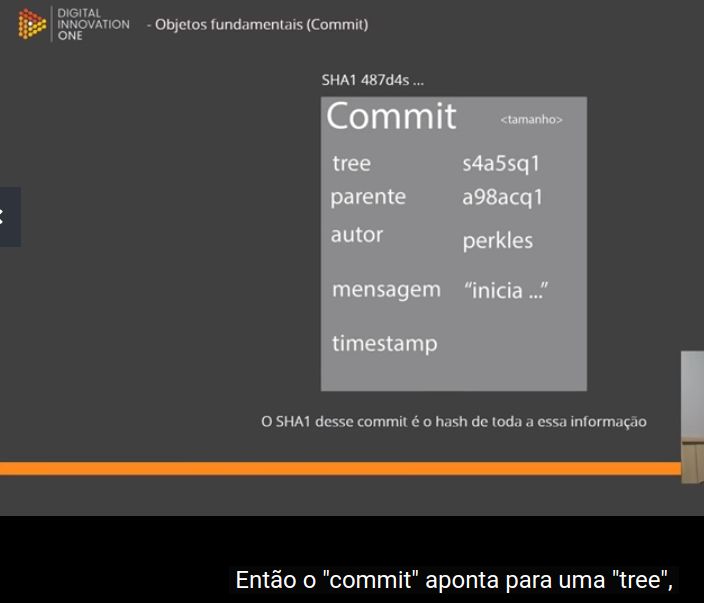 DIGITAL
INNOVATION
ONE
- Objetos fundamentais (Commit)
SHA1 487d4s ...
Commit <tamanho>
tree s4a5sq1
parente a98acq1
autor perkles
mensagem “inicia ...”
timestamp
O SHA1 desse commit é o hash de toda a essa informação
Então o "commit" aponta para uma "tree",